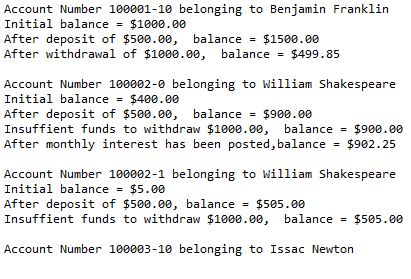 Account Number 100001-10 belonging to Benjamin Franklin
Initial balance = $1000.00
After deposit of $500.00,  balance = $1500.00
After withdrawal of $1000.00,  balance = $499.85

Account Number 100002-0 belonging to William Shakespeare
Initial balance = $400.00
After deposit of $500.00,  balance = $900.00
Insuffient funds to withdraw $1000.00,  balance = $900.00
After monthly interest has been posted,balance = $902.25

Account Number 100002-1 belonging to William Shakespeare
Initial balance = $5.00
After deposit of $500.00, balance = $505.00
Insuffient funds to withdraw $1000.00,  balance = $505.00

Account Number 100003-10 belonging to Issac Newton